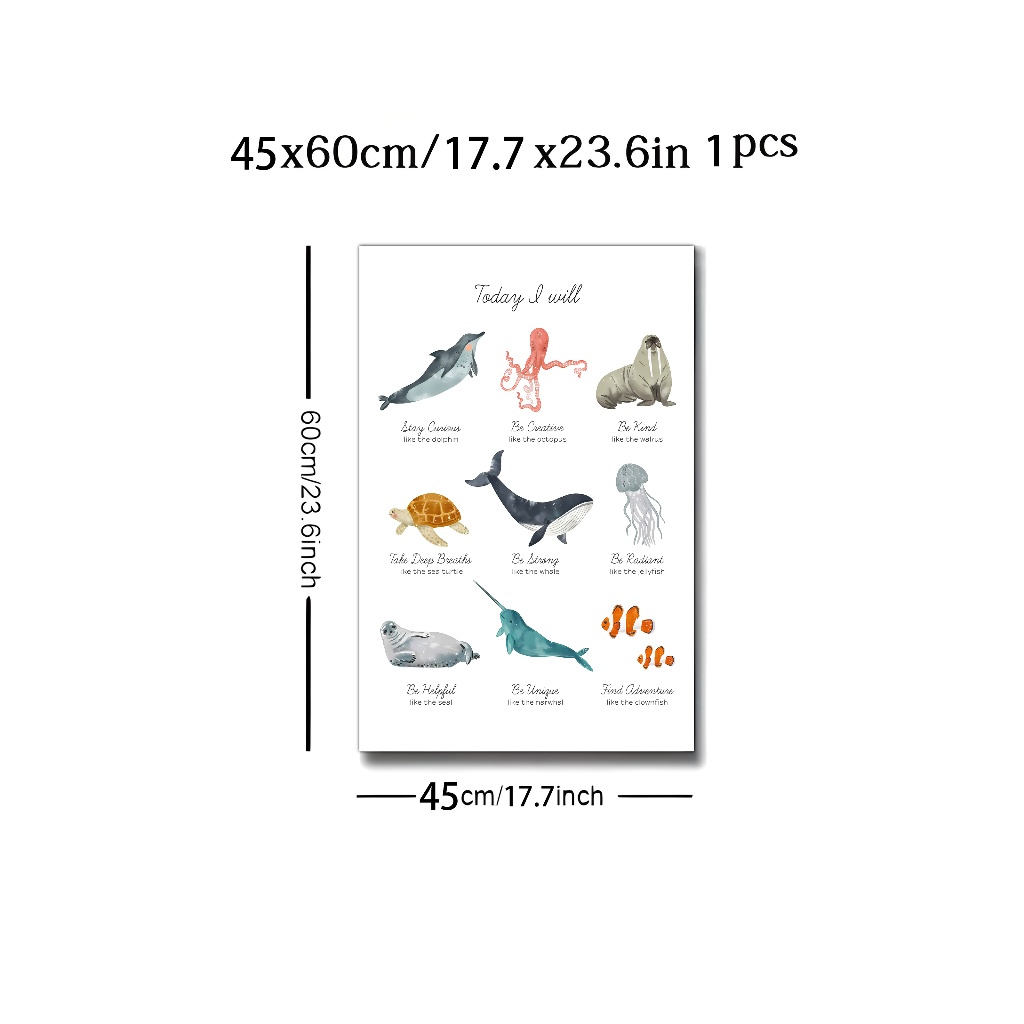 45x60cm/17.7x23.6in 1pcs
Today I will
Stay Curious
like the dolphin
Be Creative
like the octopus
Be Kind
like the walrus
Take Deep Breaths
like the sea turtle
Be Strong
like the whale
Be Radiant
like the jellyfish
Be Helpful
like the seal
Be Unique
like the narwhal
Find Adventure
like the clownfish
60cm/23.6inch
45cm/17.7inch